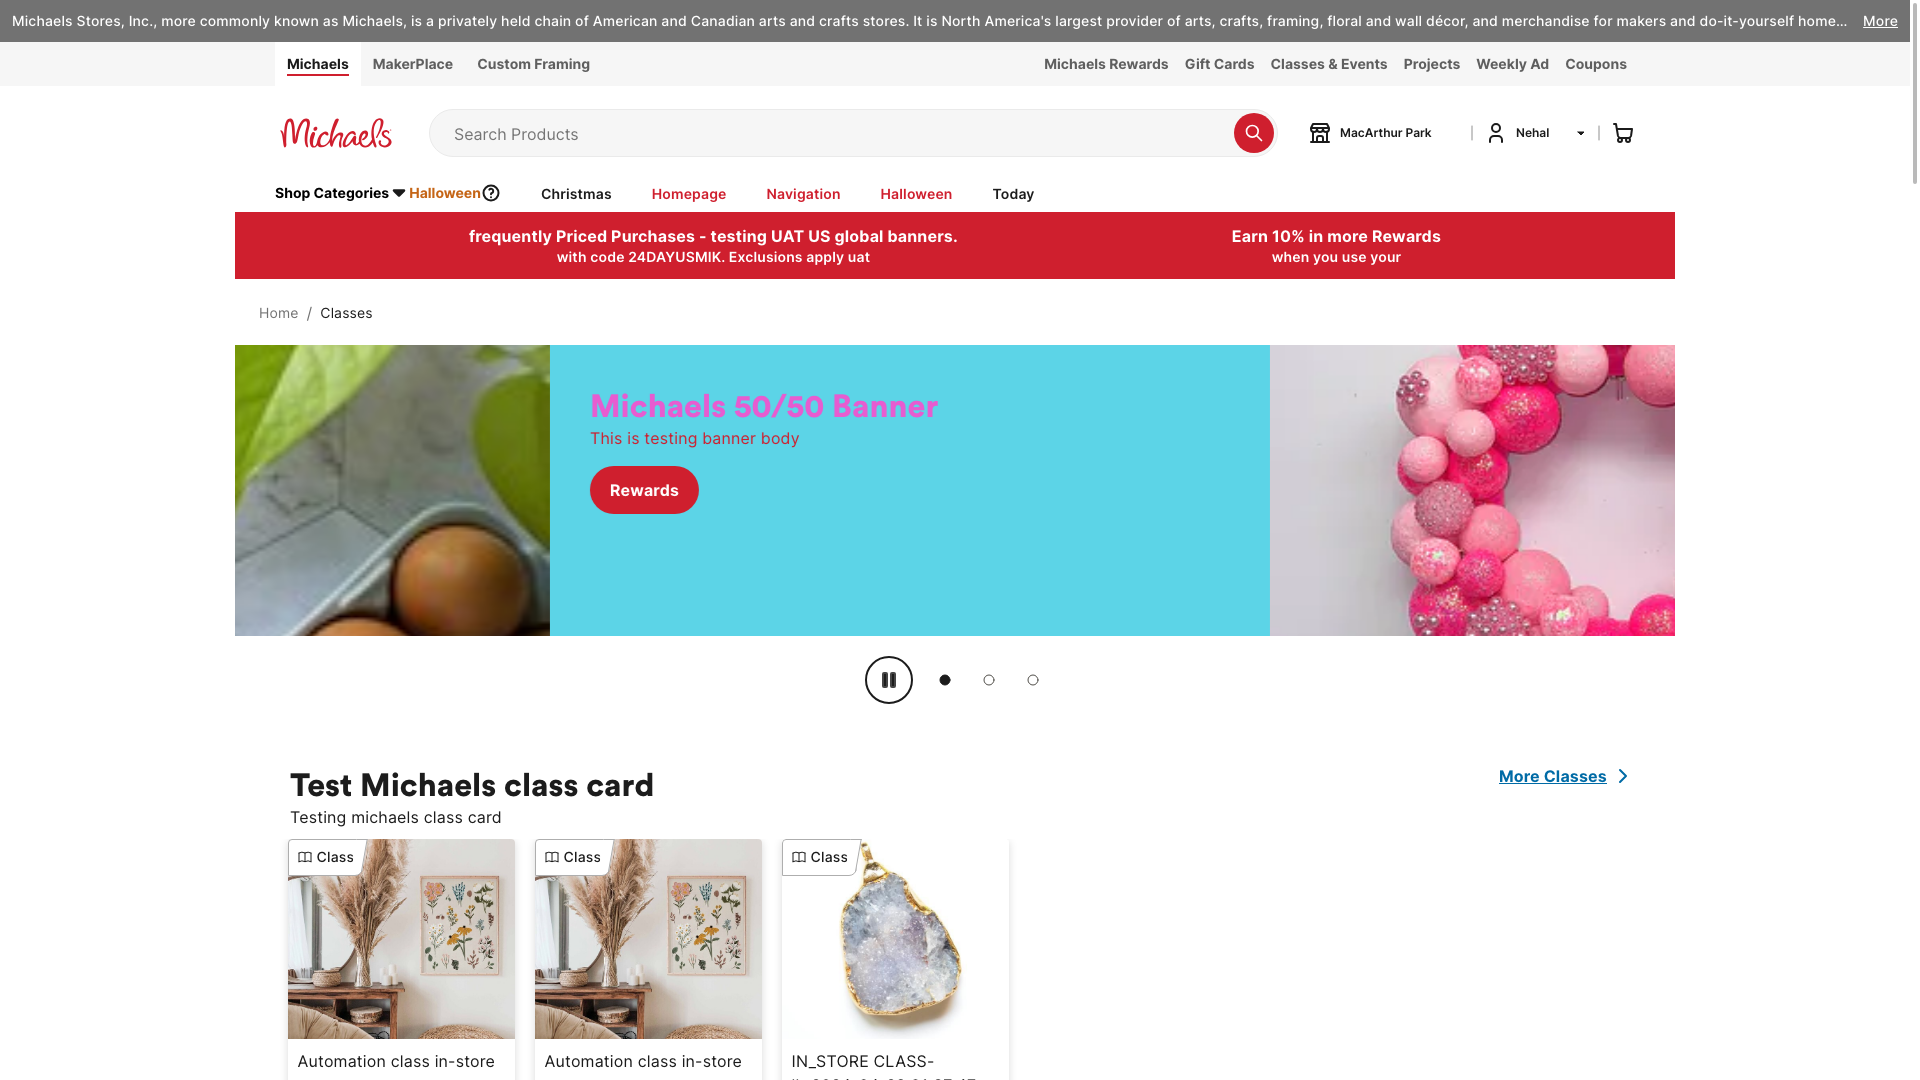 Michaels Stores, Inc., more commonly known as Michaels, is a privately held chain of American and Canadian arts and crafts stores. It is North America's largest provider of arts, crafts, framing, floral and wall décor, and merchandise for makers and do-it-yourself home... More
Michaels MakerPlace Custom Framing Michaels Rewards Gift Cards Classes & Events Projects Weekly Ad Coupons
Michaels Search Products MacArthur Park Nehal
Shop Categories Halloween Christmas Homepage Navigation Halloween Today
frequently Priced Purchases - testing UAT US global banners. Earn 10% in more Rewards
with code 24DAYUSMIK. Exclusions apply uat when you use your
Home / Classes
Michaels 50/50 Banner
This is testing banner body
Rewards
Test Michaels class card More Classes
Testing michaels class card
Class Class Class
Automation class in-store Automation class in-store IN_STORE CLASS-